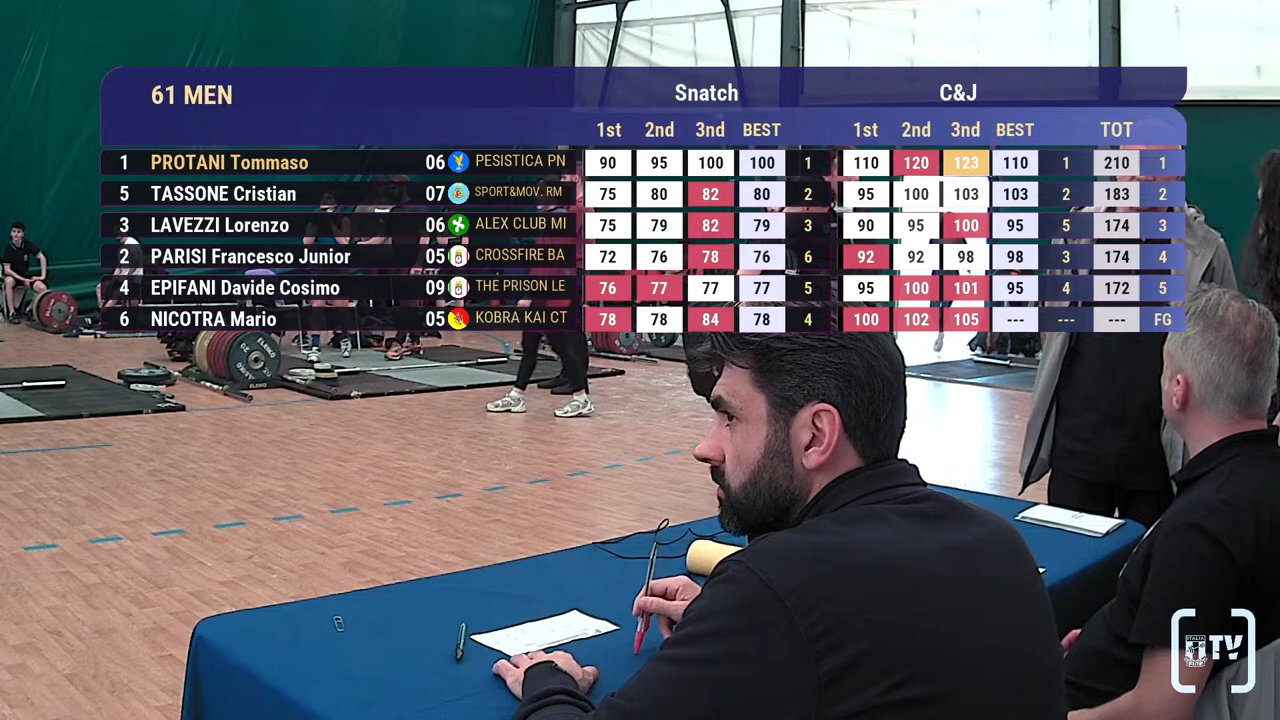 61 MEN Snatch C&J
1st 2nd 3rd BEST 1st 2nd 3rd BEST TOT
1 PROTANI Tommaso 06 PESISTICA PN 90 95 100 100 1 110 120 123 110 1 210 1
5 TASSONE Cristian 07 SPORT&MOV. RM 75 80 82 80 2 95 100 103 103 2 183 2
3 LAVEZZI Lorenzo 06 ALEX CLUB MI 75 79 82 79 3 90 95 100 95 5 174 3
2 PARISI Francesco Junior 05 CROSSFIRE BA 72 76 78 76 6 92 92 98 98 3 174 4
4 EPIFANI Davide Cosimo 09 THE PRISON LE 76 77 77 77 5 95 100 101 95 4 172 5
6 NICOTRA Mario 05 KOBRA KAI CT 78 78 84 78 4 100 102 105 --- --- --- FG
ELEIKO
ITALIA
TV